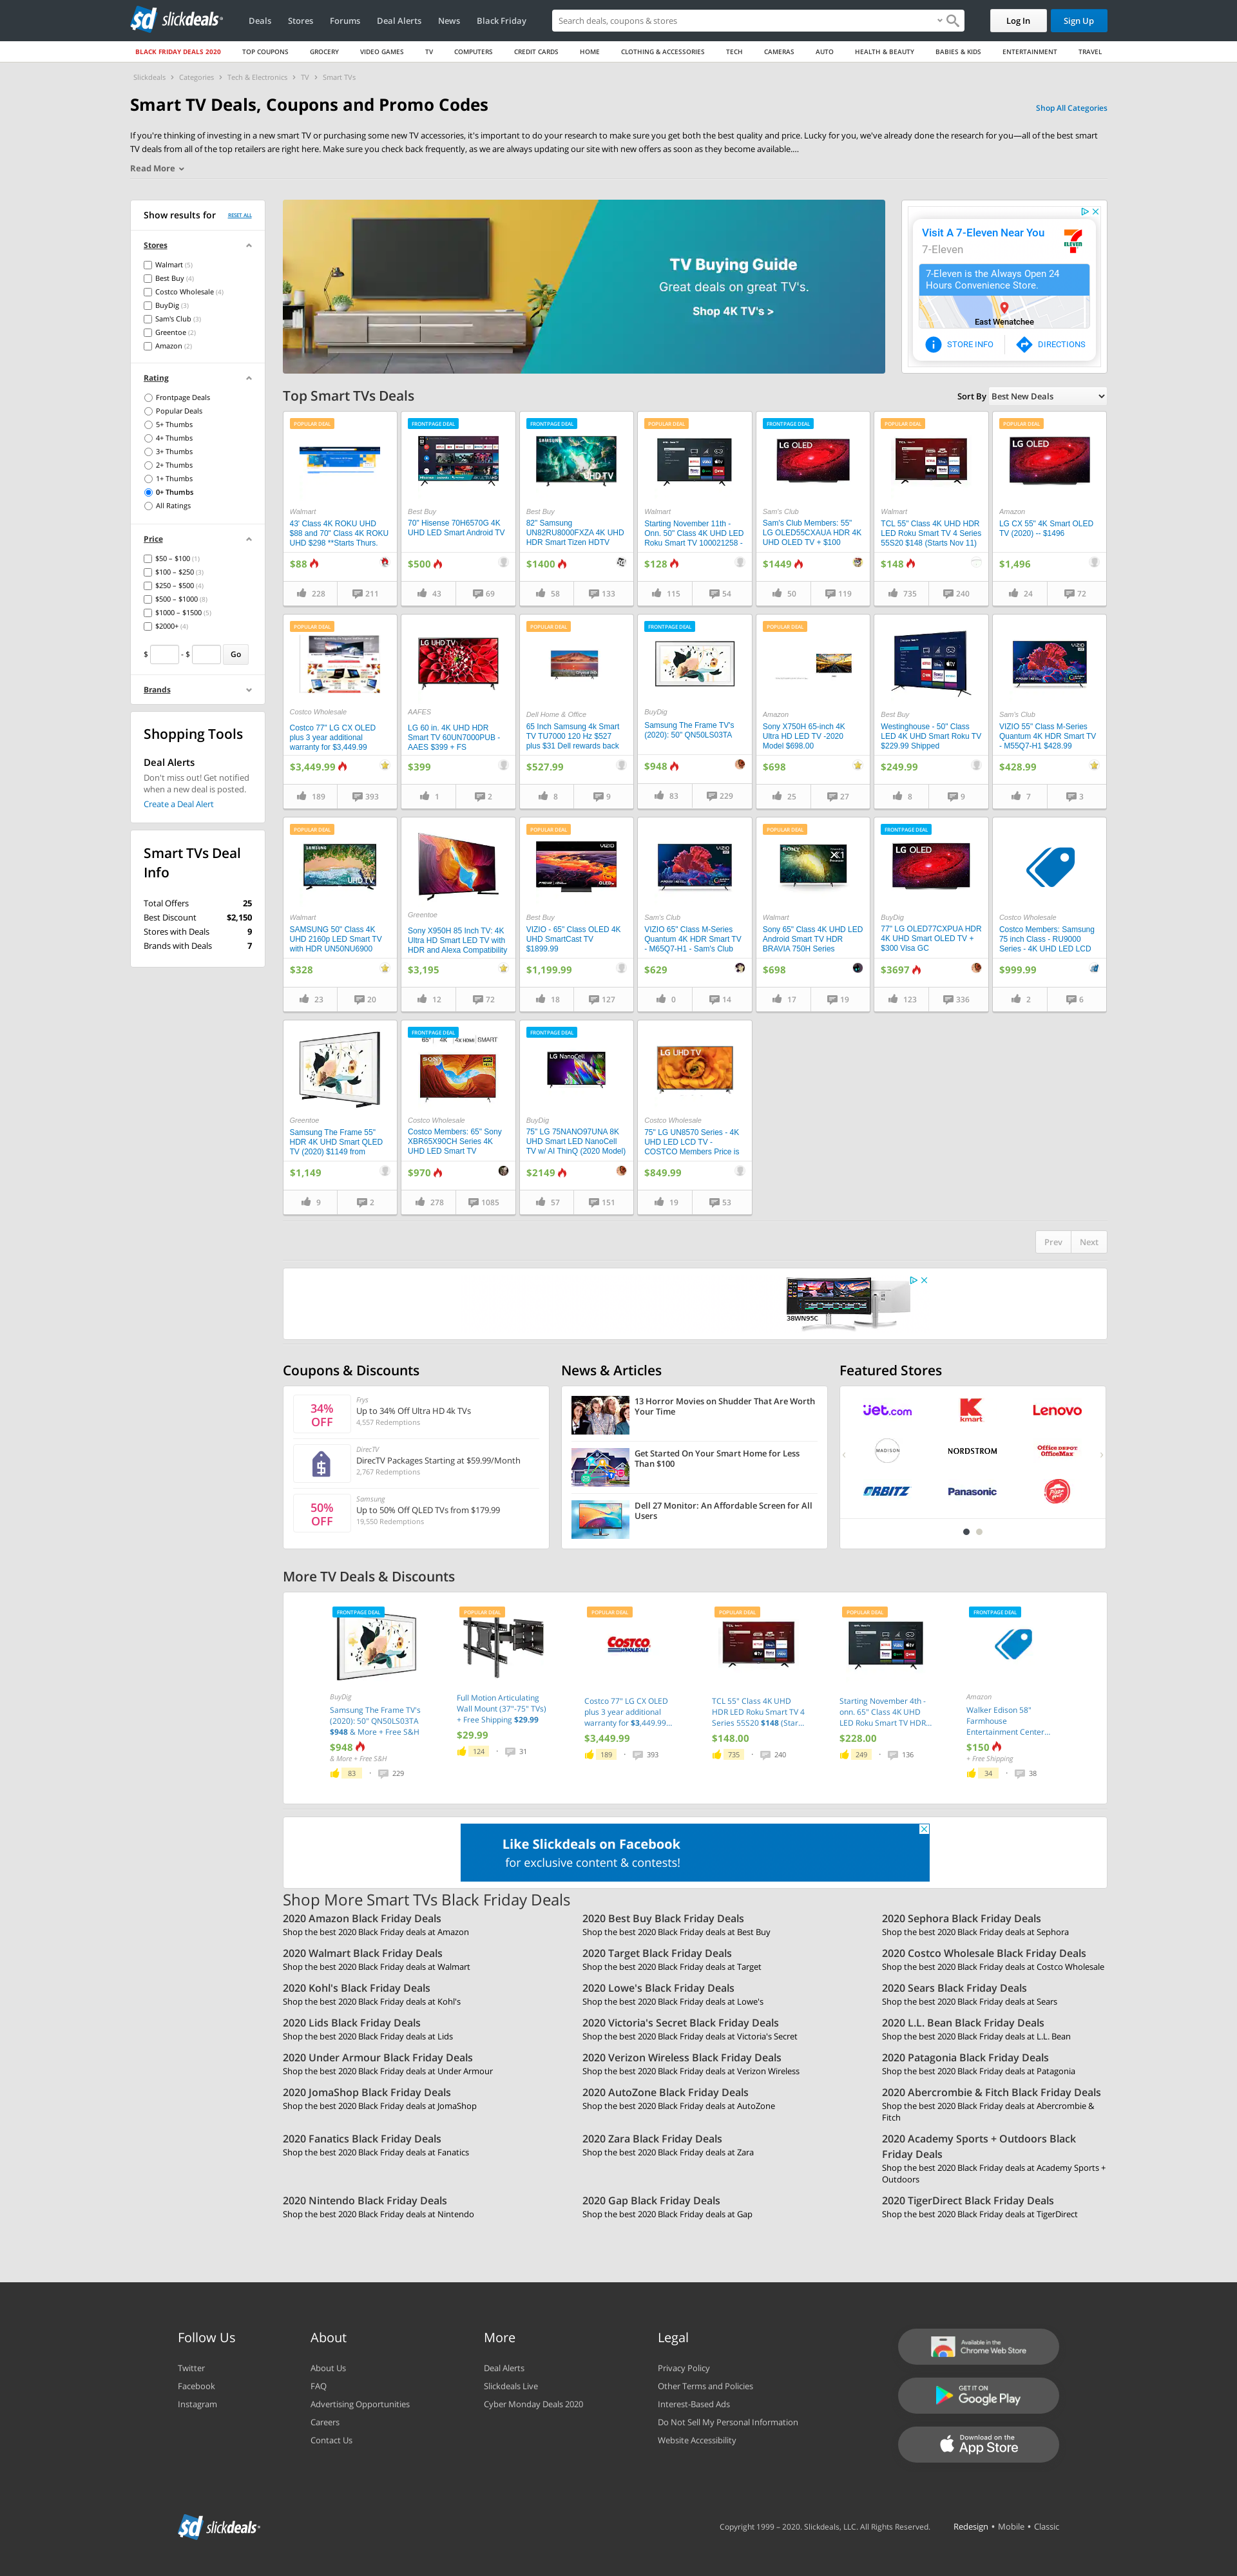 slickdeals
Deals Stores Forums Deal Alerts News Black Friday
Search deals, coupons & stores
Log In Sign Up
BLACK FRIDAY DEALS 2020 TOP COUPONS GROCERY VIDEO GAMES TV COMPUTERS CREDIT CARDS HOME CLOTHING & ACCESSORIES TECH CAMERAS AUTO HEALTH & BEAUTY BABIES & KIDS ENTERTAINMENT TRAVEL
Slickdeals Categories Tech & Electronics TV Smart TVs
Smart TV Deals, Coupons and Promo Codes
Shop All Categories
If you're thinking of investing in a new smart TV or purchasing some new TV accessories, it's important to do your research to make sure you get both the best quality and price. Lucky for you, we've already done the research for you—all of the best smart
TV deals from all of the top retailers are right here. Make sure you check back frequently, as we are always updating our site with new offers as soon as they become available....
Read More
Show results for RESET ALL
Stores
Walmart (5)
Best Buy (4)
Costco Wholesale (4)
BuyDig (3)
Sam's Club (3)
Greentoe (2)
Amazon (2)
Rating
Frontpage Deals
Popular Deals
5+ Thumbs
4+ Thumbs
3+ Thumbs
2+ Thumbs
1+ Thumbs
0+ Thumbs
All Ratings
Price
$50 – $100 (1)
$100 – $250 (3)
$250 – $500 (4)
$500 – $1000 (8)
$1000 – $1500 (5)
$2000+ (4)
$ - $ Go
Brands
Shopping Tools
Deal Alerts
Don't miss out! Get notified
when a new deal is posted.
Create a Deal Alert
Smart TVs Deal
Info
Total Offers 25
Best Discount $2,150
Stores with Deals 9
Brands with Deals 7
TV Buying Guide
Great deals on great TV's.
Shop 4K TV's >
Visit A 7-Eleven Near You
7-Eleven
7-Eleven is the Always Open 24
Hours Convenience Store.
East Wenatchee
STORE INFO DIRECTIONS
Top Smart TVs Deals
Sort By Best New Deals
POPULAR DEAL
Walmart
43' Class 4K ROKU UHD
$88 and 70" Class 4K ROKU
UHD $298 **Starts Thurs.
$88
228 211
FRONTPAGE DEAL
Best Buy
70" Hisense 70H6570G 4K
UHD LED Smart Android TV
$500
43 69
FRONTPAGE DEAL
SAMSUNG
UHD TV
Best Buy
82" Samsung
UN82RU8000FXZA 4K UHD
HDR Smart Tizen HDTV
$1400
58 133
POPULAR DEAL
Walmart
Starting November 11th -
Onn. 50" Class 4K UHD LED
Roku Smart TV 100021258 -
$128
115 54
FRONTPAGE DEAL
LG OLED
Sam's Club
Sam's Club Members: 55"
LG OLED55CXAUA HDR 4K
UHD OLED TV + $100
$1449
50 119
POPULAR DEAL
Walmart
TCL 55" Class 4K UHD HDR
LED Roku Smart TV 4 Series
55S20 $148 (Starts Nov 11)
$148
735 240
POPULAR DEAL
LG OLED
Amazon
LG CX 55" 4K Smart OLED
TV (2020) -- $1496
$1,496
24 72
POPULAR DEAL
Costco Wholesale
Costco 77" LG CX OLED
plus 3 year additional
warranty for $3,449.99
$3,449.99
189 393
LG UHD TV
AAFES
LG 60 in. 4K UHD HDR
Smart TV 60UN7000PUB -
AAES $399 + FS
$399
1 2
POPULAR DEAL
Dell Home & Office
65 Inch Samsung 4k Smart
TV TU7000 120 Hz $527
plus $31 Dell rewards back
$527.99
8 9
FRONTPAGE DEAL
BuyDig
Samsung The Frame TV's
(2020): 50" QN50LS03TA
$948
83 229
POPULAR DEAL
Amazon
Sony X750H 65-inch 4K
Ultra HD LED TV -2020
Model $698.00
$698
25 27
Best Buy
Westinghouse - 50" Class
LED 4K UHD Smart Roku TV
$229.99 Shipped
$249.99
8 9
Sam's Club
VIZIO 55" Class M-Series
Quantum 4K HDR Smart TV
- M55Q7-H1 $428.99
$428.99
7 3
POPULAR DEAL
SAMSUNG
UHD TV
Walmart
SAMSUNG 50" Class 4K
UHD 2160p LED Smart TV
with HDR UN50NU6900
$328
23 20
Greentoe
Sony X950H 85 Inch TV: 4K
Ultra HD Smart LED TV with
HDR and Alexa Compatibility
$3,195
12 72
POPULAR DEAL
VIZIO
OLED
Best Buy
VIZIO - 65" Class OLED 4K
UHD SmartCast TV
$1899.99
$1,199.99
18 127
VIZIO
Sam's Club
VIZIO 65" Class M-Series
Quantum 4K HDR Smart TV
- M65Q7-H1 - Sam's Club
$629
0 14
POPULAR DEAL
SONY
X1
Walmart
Sony 65" Class 4K UHD LED
Android Smart TV HDR
BRAVIA 750H Series
$698
17 19
FRONTPAGE DEAL
LG OLED
BuyDig
77" LG OLED77CXPUA HDR
4K UHD Smart OLED TV +
$300 Visa GC
$3697
123 336
Costco Wholesale
Costco Members: Samsung
75 inch Class - RU9000
Series - 4K UHD LED LCD
$999.99
2 6
Greentoe
Samsung The Frame 55"
HDR 4K UHD Smart QLED
TV (2020) $1149 from
$1,149
9 2
FRONTPAGE DEAL
65" 4K 4X HDMI SMART
SONY
Costco Wholesale
Costco Members: 65" Sony
XBR65X90CH Series 4K
UHD LED Smart TV
$970
278 1085
FRONTPAGE DEAL
LG NanoCell
BuyDig
75" LG 75NANO97UNA 8K
UHD Smart LED NanoCell
TV w/ AI ThinQ (2020 Model)
$2149
57 151
LG UHD TV
Costco Wholesale
75" LG UN8570 Series - 4K
UHD LED LCD TV -
COSTCO Members Price is
$849.99
19 53
Prev Next
38WN95C
Coupons & Discounts
34%
OFF
Frys
Up to 34% Off Ultra HD 4k TVs
4,557 Redemptions
DirecTV
DirecTV Packages Starting at $59.99/Month
2,767 Redemptions
50%
OFF
Samsung
Up to 50% Off QLED TVs from $179.99
19,550 Redemptions
News & Articles
13 Horror Movies on Shudder That Are Worth
Your Time
Get Started On Your Smart Home for Less
Than $100
Dell 27 Monitor: An Affordable Screen for All
Users
Featured Stores
jet.com
kmart
Lenovo
MADISON
NORDSTROM
Office DEPOT
OfficeMax
ORBITZ
Panasonic
More TV Deals & Discounts
FRONTPAGE DEAL
BuyDig
Samsung The Frame TV's
(2020): 50" QN50LS03TA
$948 & More + Free S&H
$948
& More + Free S&H
83 229
POPULAR DEAL
Full Motion Articulating
Wall Mount (37"-75" TVs)
+ Free Shipping $29.99
$29.99
124 31
POPULAR DEAL
COSTCO
WHOLESALE
Costco 77" LG CX OLED
plus 3 year additional
warranty for $3,449.99...
$3,449.99
189 393
POPULAR DEAL
TCL 55" Class 4K UHD
HDR LED Roku Smart TV 4
Series 55S20 $148 (Star...
$148.00
735 240
POPULAR DEAL
Starting November 4th -
onn. 65" Class 4K UHD
LED Roku Smart TV HDR...
$228.00
249 136
FRONTPAGE DEAL
Amazon
Walker Edison 58"
Farmhouse
Entertainment Center...
$150
+ Free Shipping
34 38
Like Slickdeals on Facebook
for exclusive content & contests!
Shop More Smart TVs Black Friday Deals
2020 Amazon Black Friday Deals
Shop the best 2020 Black Friday deals at Amazon
2020 Best Buy Black Friday Deals
Shop the best 2020 Black Friday deals at Best Buy
2020 Sephora Black Friday Deals
Shop the best 2020 Black Friday deals at Sephora
2020 Walmart Black Friday Deals
Shop the best 2020 Black Friday deals at Walmart
2020 Target Black Friday Deals
Shop the best 2020 Black Friday deals at Target
2020 Costco Wholesale Black Friday Deals
Shop the best 2020 Black Friday deals at Costco Wholesale
2020 Kohl's Black Friday Deals
Shop the best 2020 Black Friday deals at Kohl's
2020 Lowe's Black Friday Deals
Shop the best 2020 Black Friday deals at Lowe's
2020 Sears Black Friday Deals
Shop the best 2020 Black Friday deals at Sears
2020 Lids Black Friday Deals
Shop the best 2020 Black Friday deals at Lids
2020 Victoria's Secret Black Friday Deals
Shop the best 2020 Black Friday deals at Victoria's Secret
2020 L.L. Bean Black Friday Deals
Shop the best 2020 Black Friday deals at L.L. Bean
2020 Under Armour Black Friday Deals
Shop the best 2020 Black Friday deals at Under Armour
2020 Verizon Wireless Black Friday Deals
Shop the best 2020 Black Friday deals at Verizon Wireless
2020 Patagonia Black Friday Deals
Shop the best 2020 Black Friday deals at Patagonia
2020 JomaShop Black Friday Deals
Shop the best 2020 Black Friday deals at JomaShop
2020 AutoZone Black Friday Deals
Shop the best 2020 Black Friday deals at AutoZone
2020 Abercrombie & Fitch Black Friday Deals
Shop the best 2020 Black Friday deals at Abercrombie &
Fitch
2020 Fanatics Black Friday Deals
Shop the best 2020 Black Friday deals at Fanatics
2020 Zara Black Friday Deals
Shop the best 2020 Black Friday deals at Zara
2020 Academy Sports + Outdoors Black
Friday Deals
Shop the best 2020 Black Friday deals at Academy Sports +
Outdoors
2020 Nintendo Black Friday Deals
Shop the best 2020 Black Friday deals at Nintendo
2020 Gap Black Friday Deals
Shop the best 2020 Black Friday deals at Gap
2020 TigerDirect Black Friday Deals
Shop the best 2020 Black Friday deals at TigerDirect
Follow Us
Twitter
Facebook
Instagram
About
About Us
FAQ
Advertising Opportunities
Careers
Contact Us
More
Deal Alerts
Slickdeals Live
Cyber Monday Deals 2020
Legal
Privacy Policy
Other Terms and Policies
Interest-Based Ads
Do Not Sell My Personal Information
Website Accessibility
Available in the
Chrome Web Store
GET IT ON
Google Play
Download on the
App Store
slickdeals
Copyright 1999 – 2020. Slickdeals, LLC. All Rights Reserved.
Redesign • Mobile • Classic